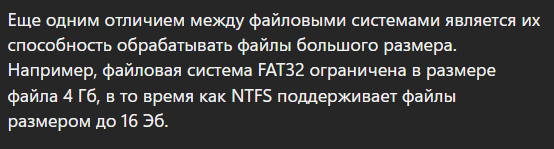 Еще одним отличием между файловыми системами является их
способность обрабатывать файлы большого размера.
Например, файловая система FAT32 ограничена в размере
файла 4 Гб, в то время как NTFS поддерживает файлы
размером до 16 Эб.